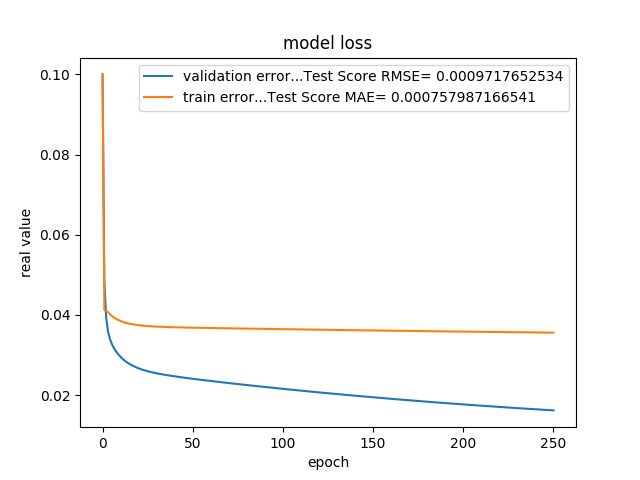 model loss
validation error...Test Score RMSE= 0.0009717652534
train error...Test Score MAE= 0.000757987166541
0.10
0.08
0.06
0.04
0.02
real value
0
50
100
150
200
250
epoch